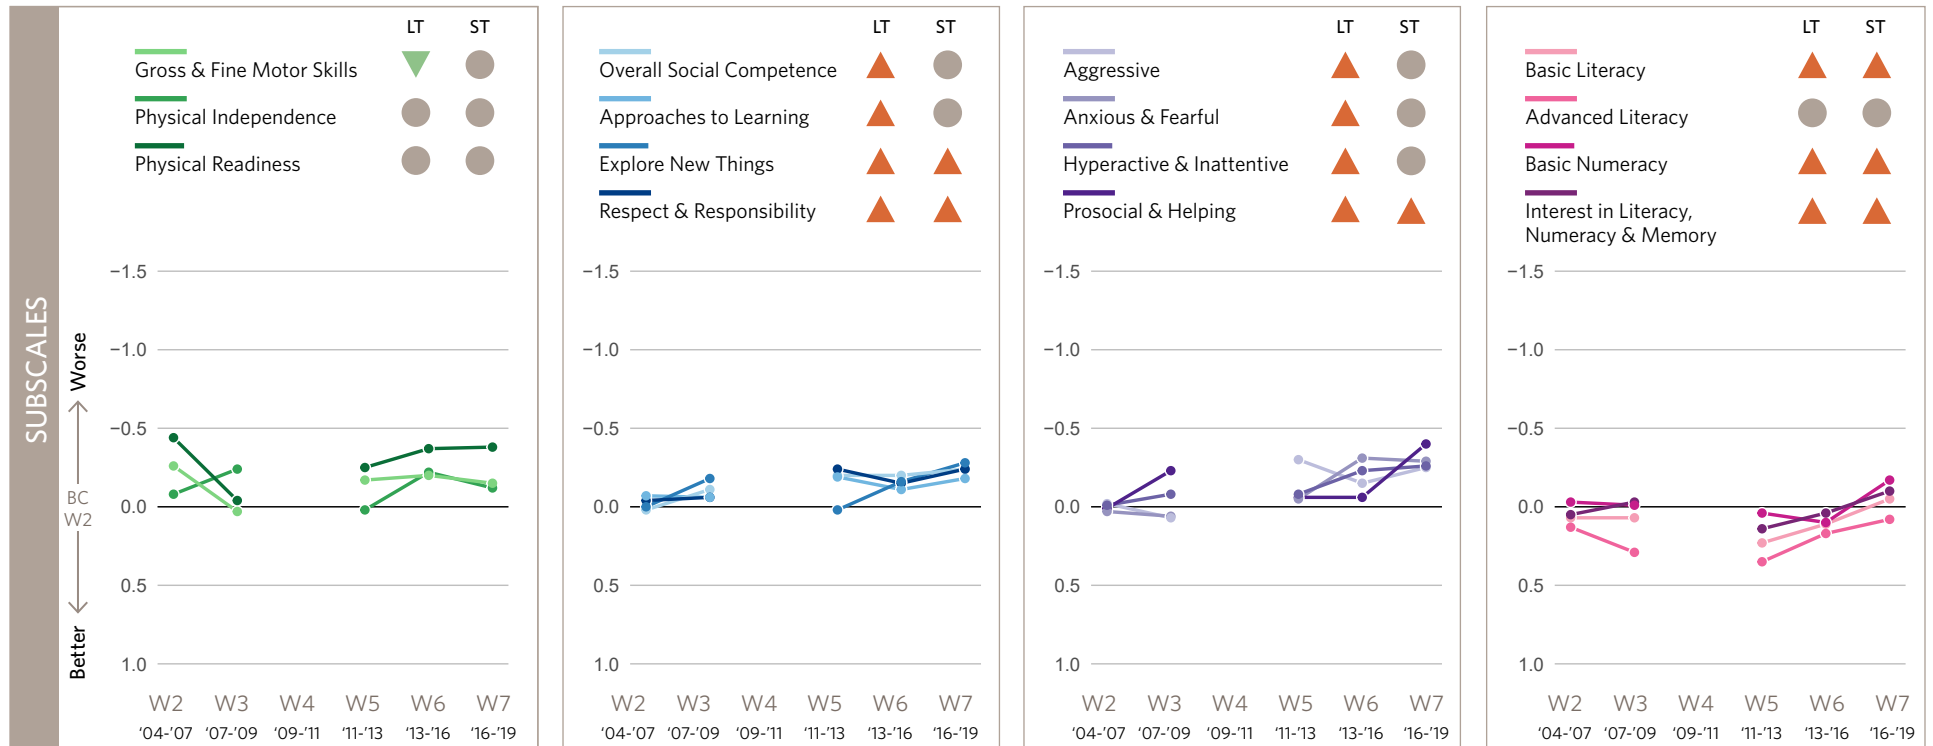 SUBSCALES
Worse
BC
W2
Better
LT ST
Gross & Fine Motor Skills
Physical Independence
Physical Readiness
−1.5
−1.0
−0.5
0.0
0.5
1.0
W2 W3 W4 W5 W6 W7
‘04-’07 ‘07-’09 ‘09-’11 ‘11-’13 ‘13-’16 ‘16-’19
LT ST
Overall Social Competence
Approaches to Learning
Explore New Things
Respect & Responsibility
−1.5
−1.0
−0.5
0.0
0.5
1.0
W2 W3 W4 W5 W6 W7
‘04-’07 ‘07-’09 ‘09-’11 ‘11-’13 ‘13-’16 ‘16-’19
LT ST
Aggressive
Anxious & Fearful
Hyperactive & Inattentive
Prosocial & Helping
−1.5
−1.0
−0.5
0.0
0.5
1.0
W2 W3 W4 W5 W6 W7
‘04-’07 ‘07-’09 ‘09-’11 ‘11-’13 ‘13-’16 ‘16-’19
LT ST
Basic Literacy
Advanced Literacy
Basic Numeracy
Interest in Literacy,
Numeracy & Memory
−1.5
−1.0
−0.5
0.0
0.5
1.0
W2 W3 W4 W5 W6 W7
‘04-’07 ‘07-’09 ‘09-’11 ‘11-’13 ‘13-’16 ‘16-’19